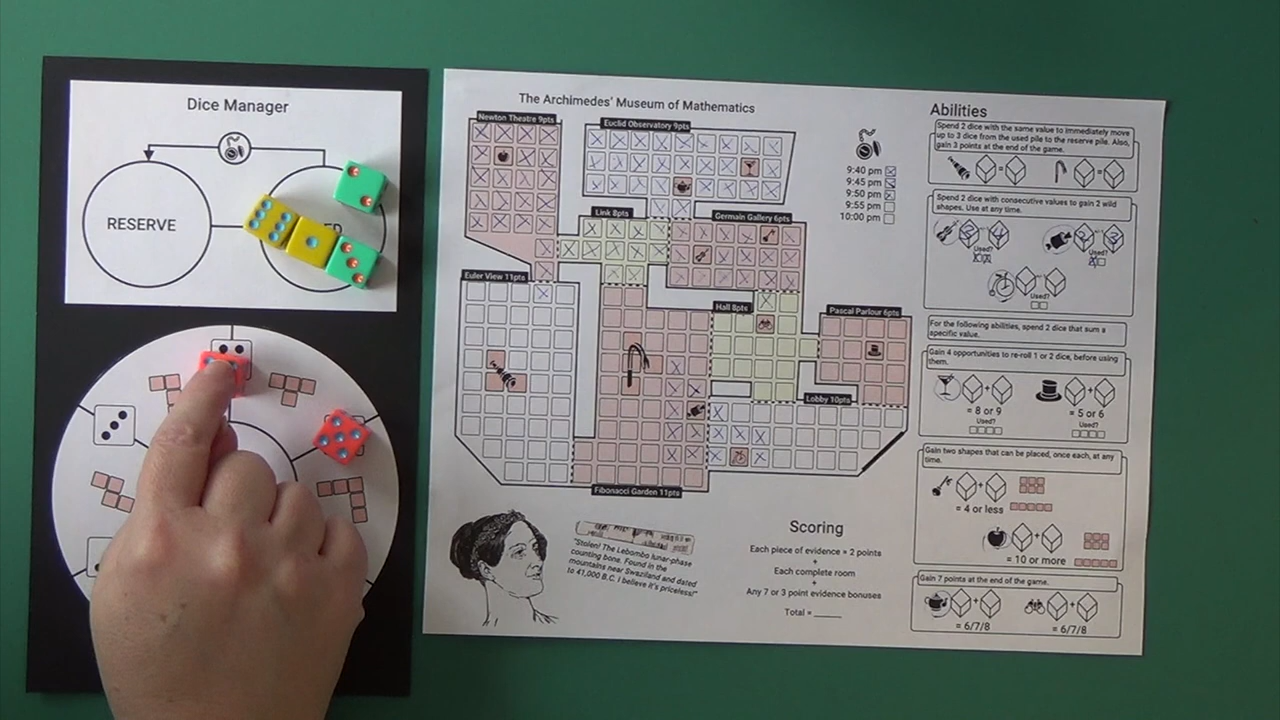 Dice Manager
RESERVE
The Archimedes' Museum of Mathematics
Newton Theatre 9pts
Euclid Observatory 9pts
Link 8pts
Germain Gallery 6pts
Euler View 11pts
Hall 8pts
Pascal Parlour 6pts
Lobby 10pts
Fibonacci Garden 11pts
9:40 pm
9:45 pm
9:50 pm
9:55 pm
10:00 pm
"Stolen! The Lebombo lunar-phase
counting bone. Found in the
mountains near Swaziland and dated
to 41,000 B.C. I believe it's priceless!"
Scoring
Each piece of evidence = 2 points
+
Each complete room
+
Any 7 or 3 point evidence bonuses
Total = ______
Abilities
Spend 2 dice with the same value to immediately move
up to 3 dice from the used pile to the reserve pile. Also,
gain 3 points at the end of the game.
Spend 2 dice with consecutive values to gain 2 wild
shapes. Use at any time.
Used?
Used?
Used?
For the following abilities, spend 2 dice that sum a
specific value.
Gain 4 opportunities to re-roll 1 or 2 dice, before using
them.
= 8 or 9
Used?
= 5 or 6
Used?
Gain two shapes that can be placed, once each, at any
time.
= 4 or less
= 10 or more
Gain 7 points at the end of the game.
= 6/7/8
= 6/7/8